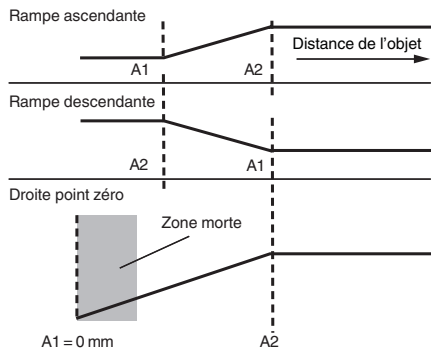 Rampe ascendante
Distance de l'objet
A1
A2
Rampe descendante
A2
A1
Droite point zéro
Zone morte
A1 = 0 mm
A2